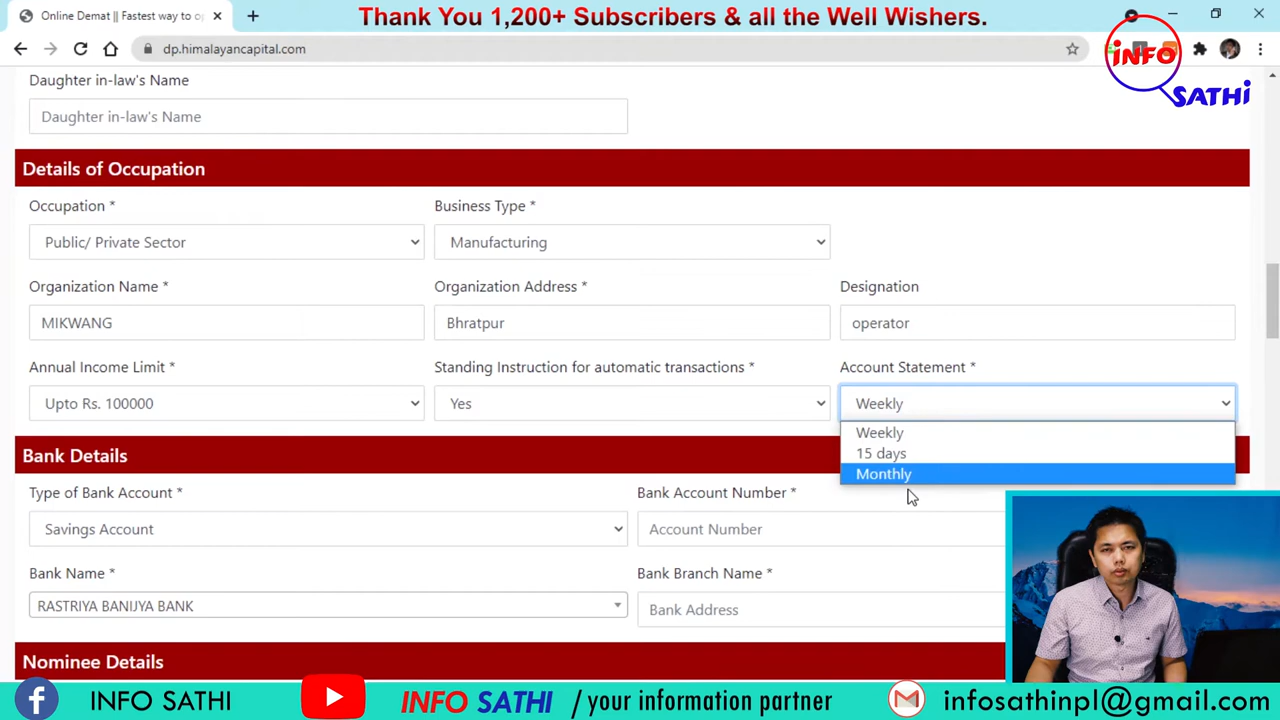 Thank You 1,200+ Subscribers & all the Well Wishers.
Online Demat || Fastest way to o
dp.himalayancapital.com
INFO
SATHi
Daughter in-law's Name
Daughter in-law's Name
Details of Occupation
Occupation * Business Type *
Public/ Private Sector Manufacturing
Organization Name * Organization Address * Designation
MIKWANG Bhratpur operator
Annual Income Limit * Standing Instruction for automatic transactions * Account Statement *
Upto Rs. 100000 Yes Weekly
Weekly
15 days
Monthly
Bank Details
Type of Bank Account * Bank Account Number *
Savings Account Account Number
Bank Name * Bank Branch Name *
RASTRIYA BANIJYA BANK Bank Address
Nominee Details
INFO SATHI INFO SATHI / your information partner infosathinpl@gmail.com